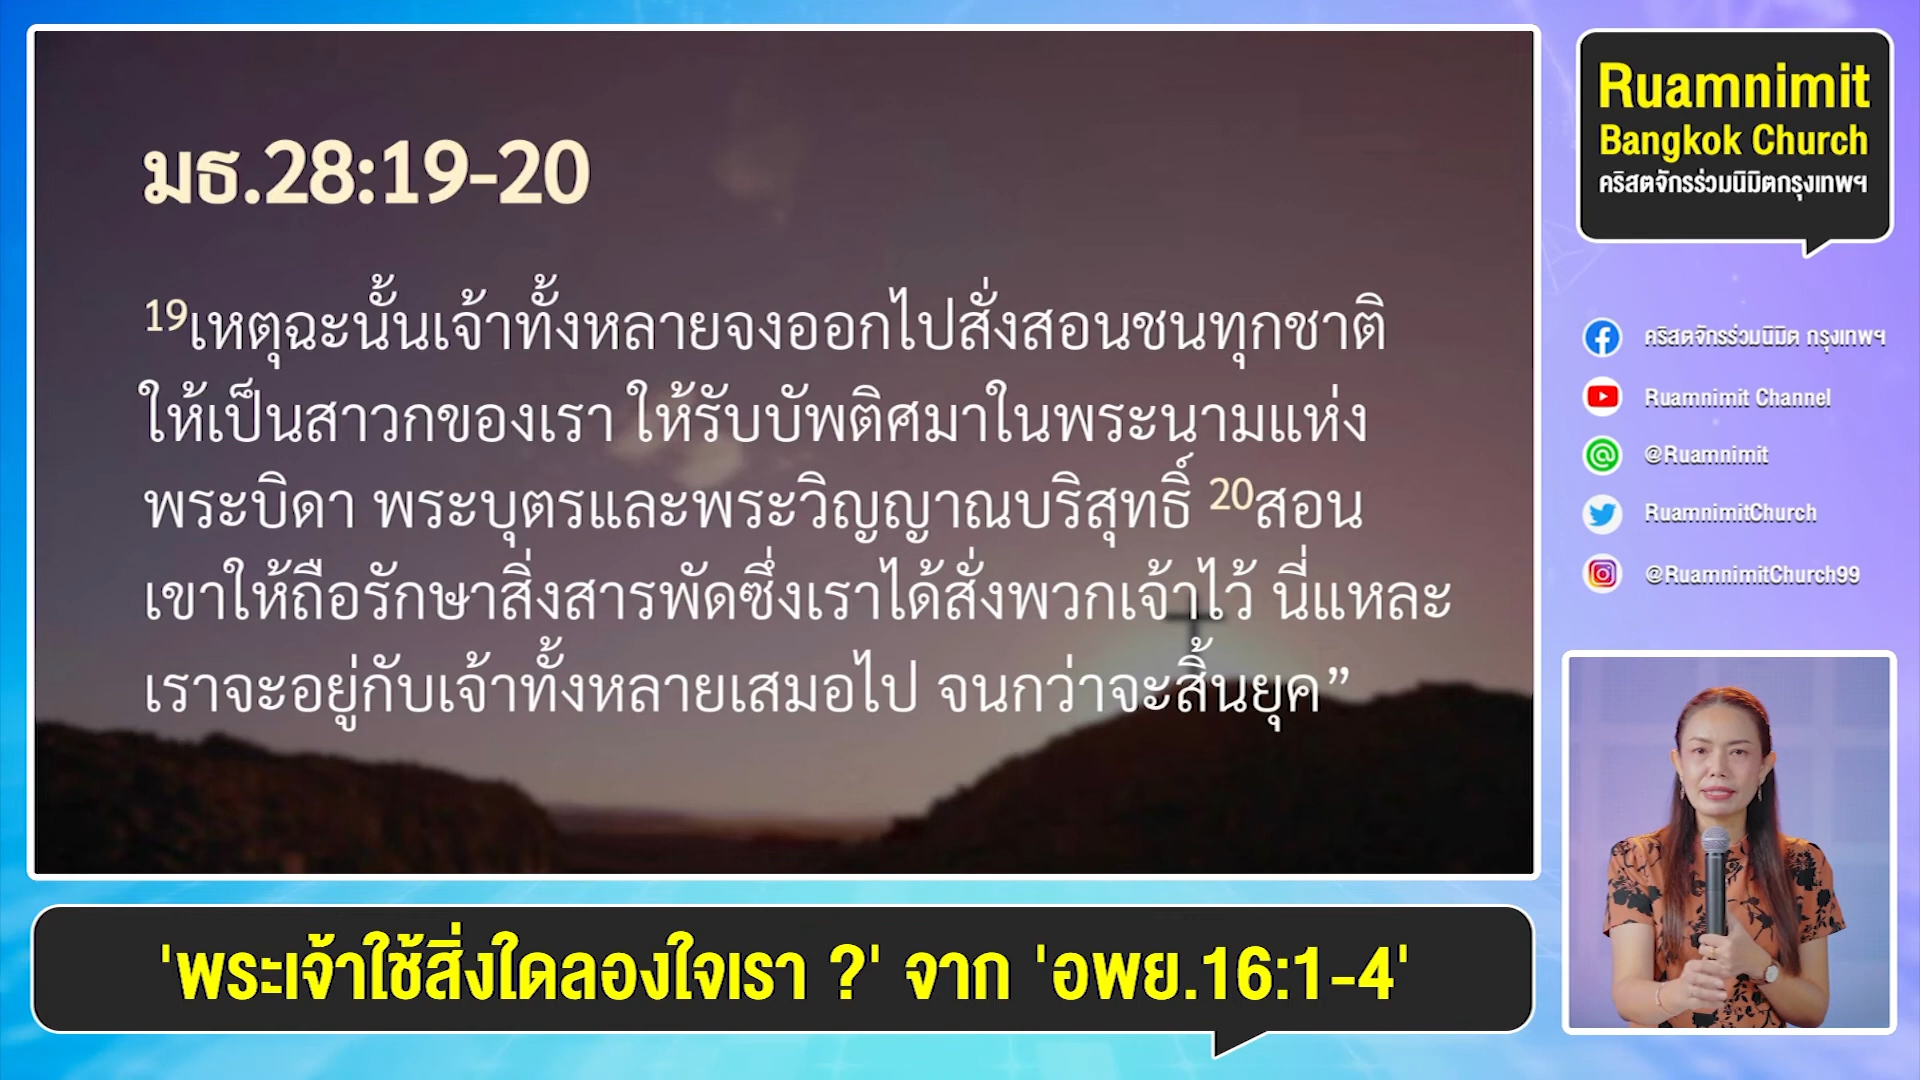 มธ.28:19-20
19เหตุฉะนั้นเจ้าทั้งหลายจงออกไปสั่งสอนชนทุกชาติ
ให้เป็นสาวกของเรา ให้รับบัพติศมาในพระนามแห่ง
พระบิดา พระบุตรและพระวิญญาณบริสุทธิ์ 20สอน
เขาให้ถือรักษาสิ่งสารพัดซึ่งเราได้สั่งพวกเจ้าไว้ นี่แหละ
เราจะอยู่กับเจ้าทั้งหลายเสมอไป จนกว่าจะสิ้นยุค”
'พระเจ้าใช้สิ่งใดลองใจเรา ?' จาก 'อพย.16:1-4'
Ruamnimit
Bangkok Church
คริสตจักรร่วมนิมิตกรุงเทพฯ
คริสตจักรร่วมนิมิต กรุงเทพฯ
Ruamnimit Channel
@Ruamnimit
RuamnimitChurch
@RuamnimitChurch99